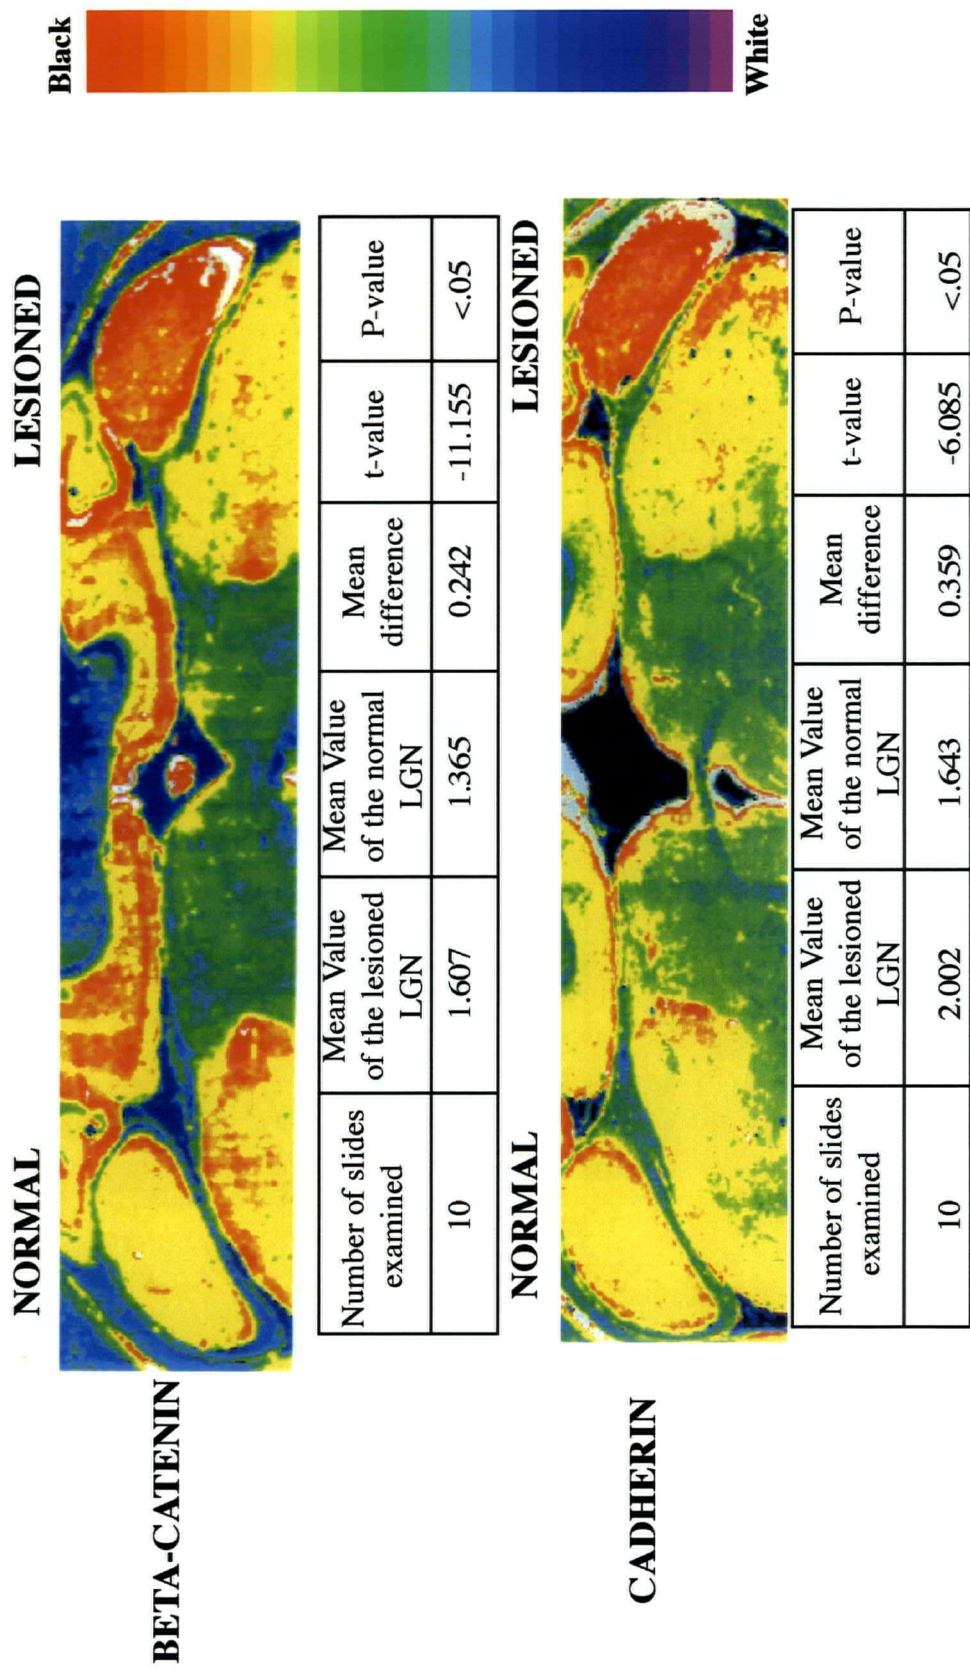 NORMAL
LESIONED
BETA-CATENIN
Number of slides
examined
Mean Value
of the lesioned
LGN
Mean Value
of the normal
LGN
Mean
difference
t-value
P-value
10
1.607
1.365
0.242
-11.155
<.05
NORMAL
LESIONED
CADHERIN
Number of slides
examined
Mean Value
of the lesioned
LGN
Mean Value
of the normal
LGN
Mean
difference
t-value
P-value
10
2.002
1.643
0.359
-6.085
<.05
Black
White